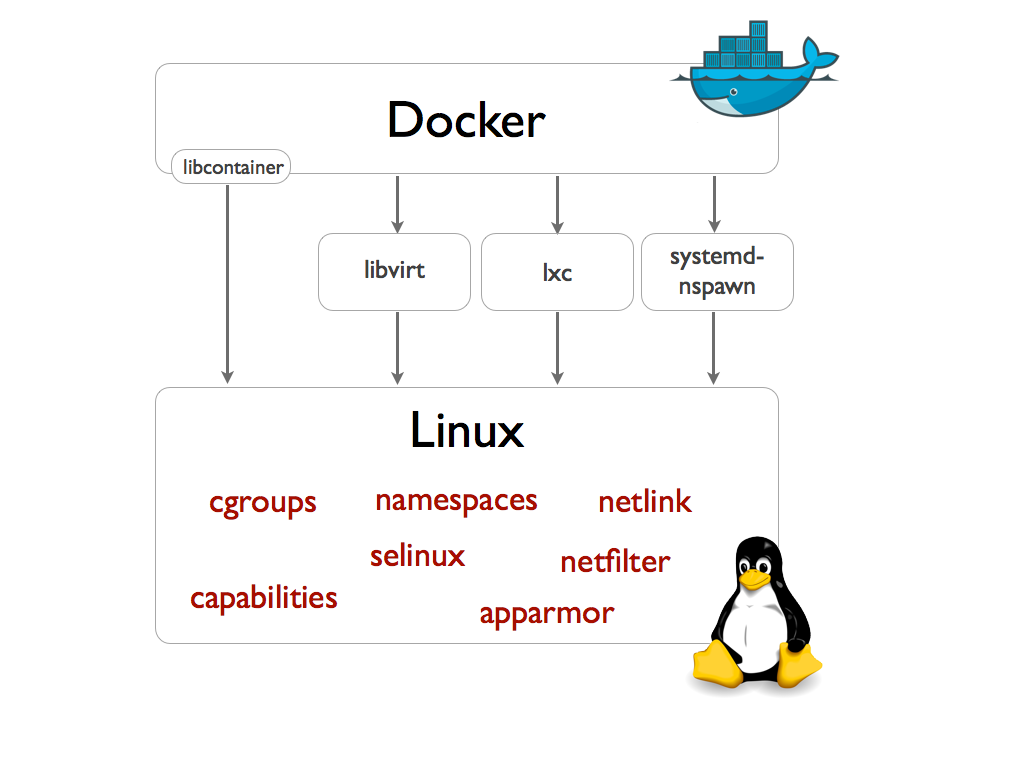 Docker
libcontainer
libvirt
lxc
systemd-
nspawn
Linux
cgroups
namespaces
netlink
selinux
netfilter
capabilities
apparmor